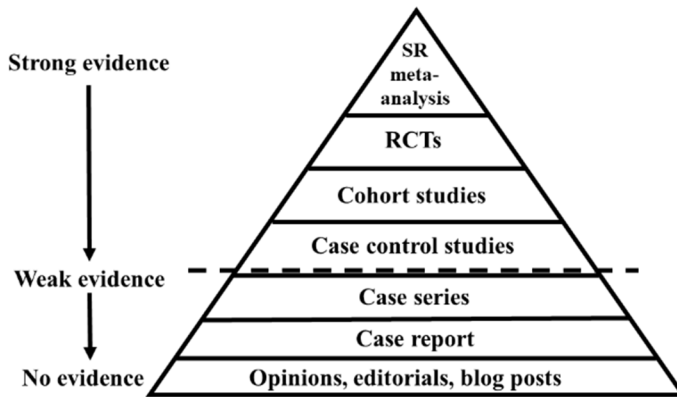 Strong evidence
SR
meta-
analysis
RCTs
Cohort studies
Case control studies
Weak evidence
Case series
Case report
No evidence
Opinions, editorials, blog posts